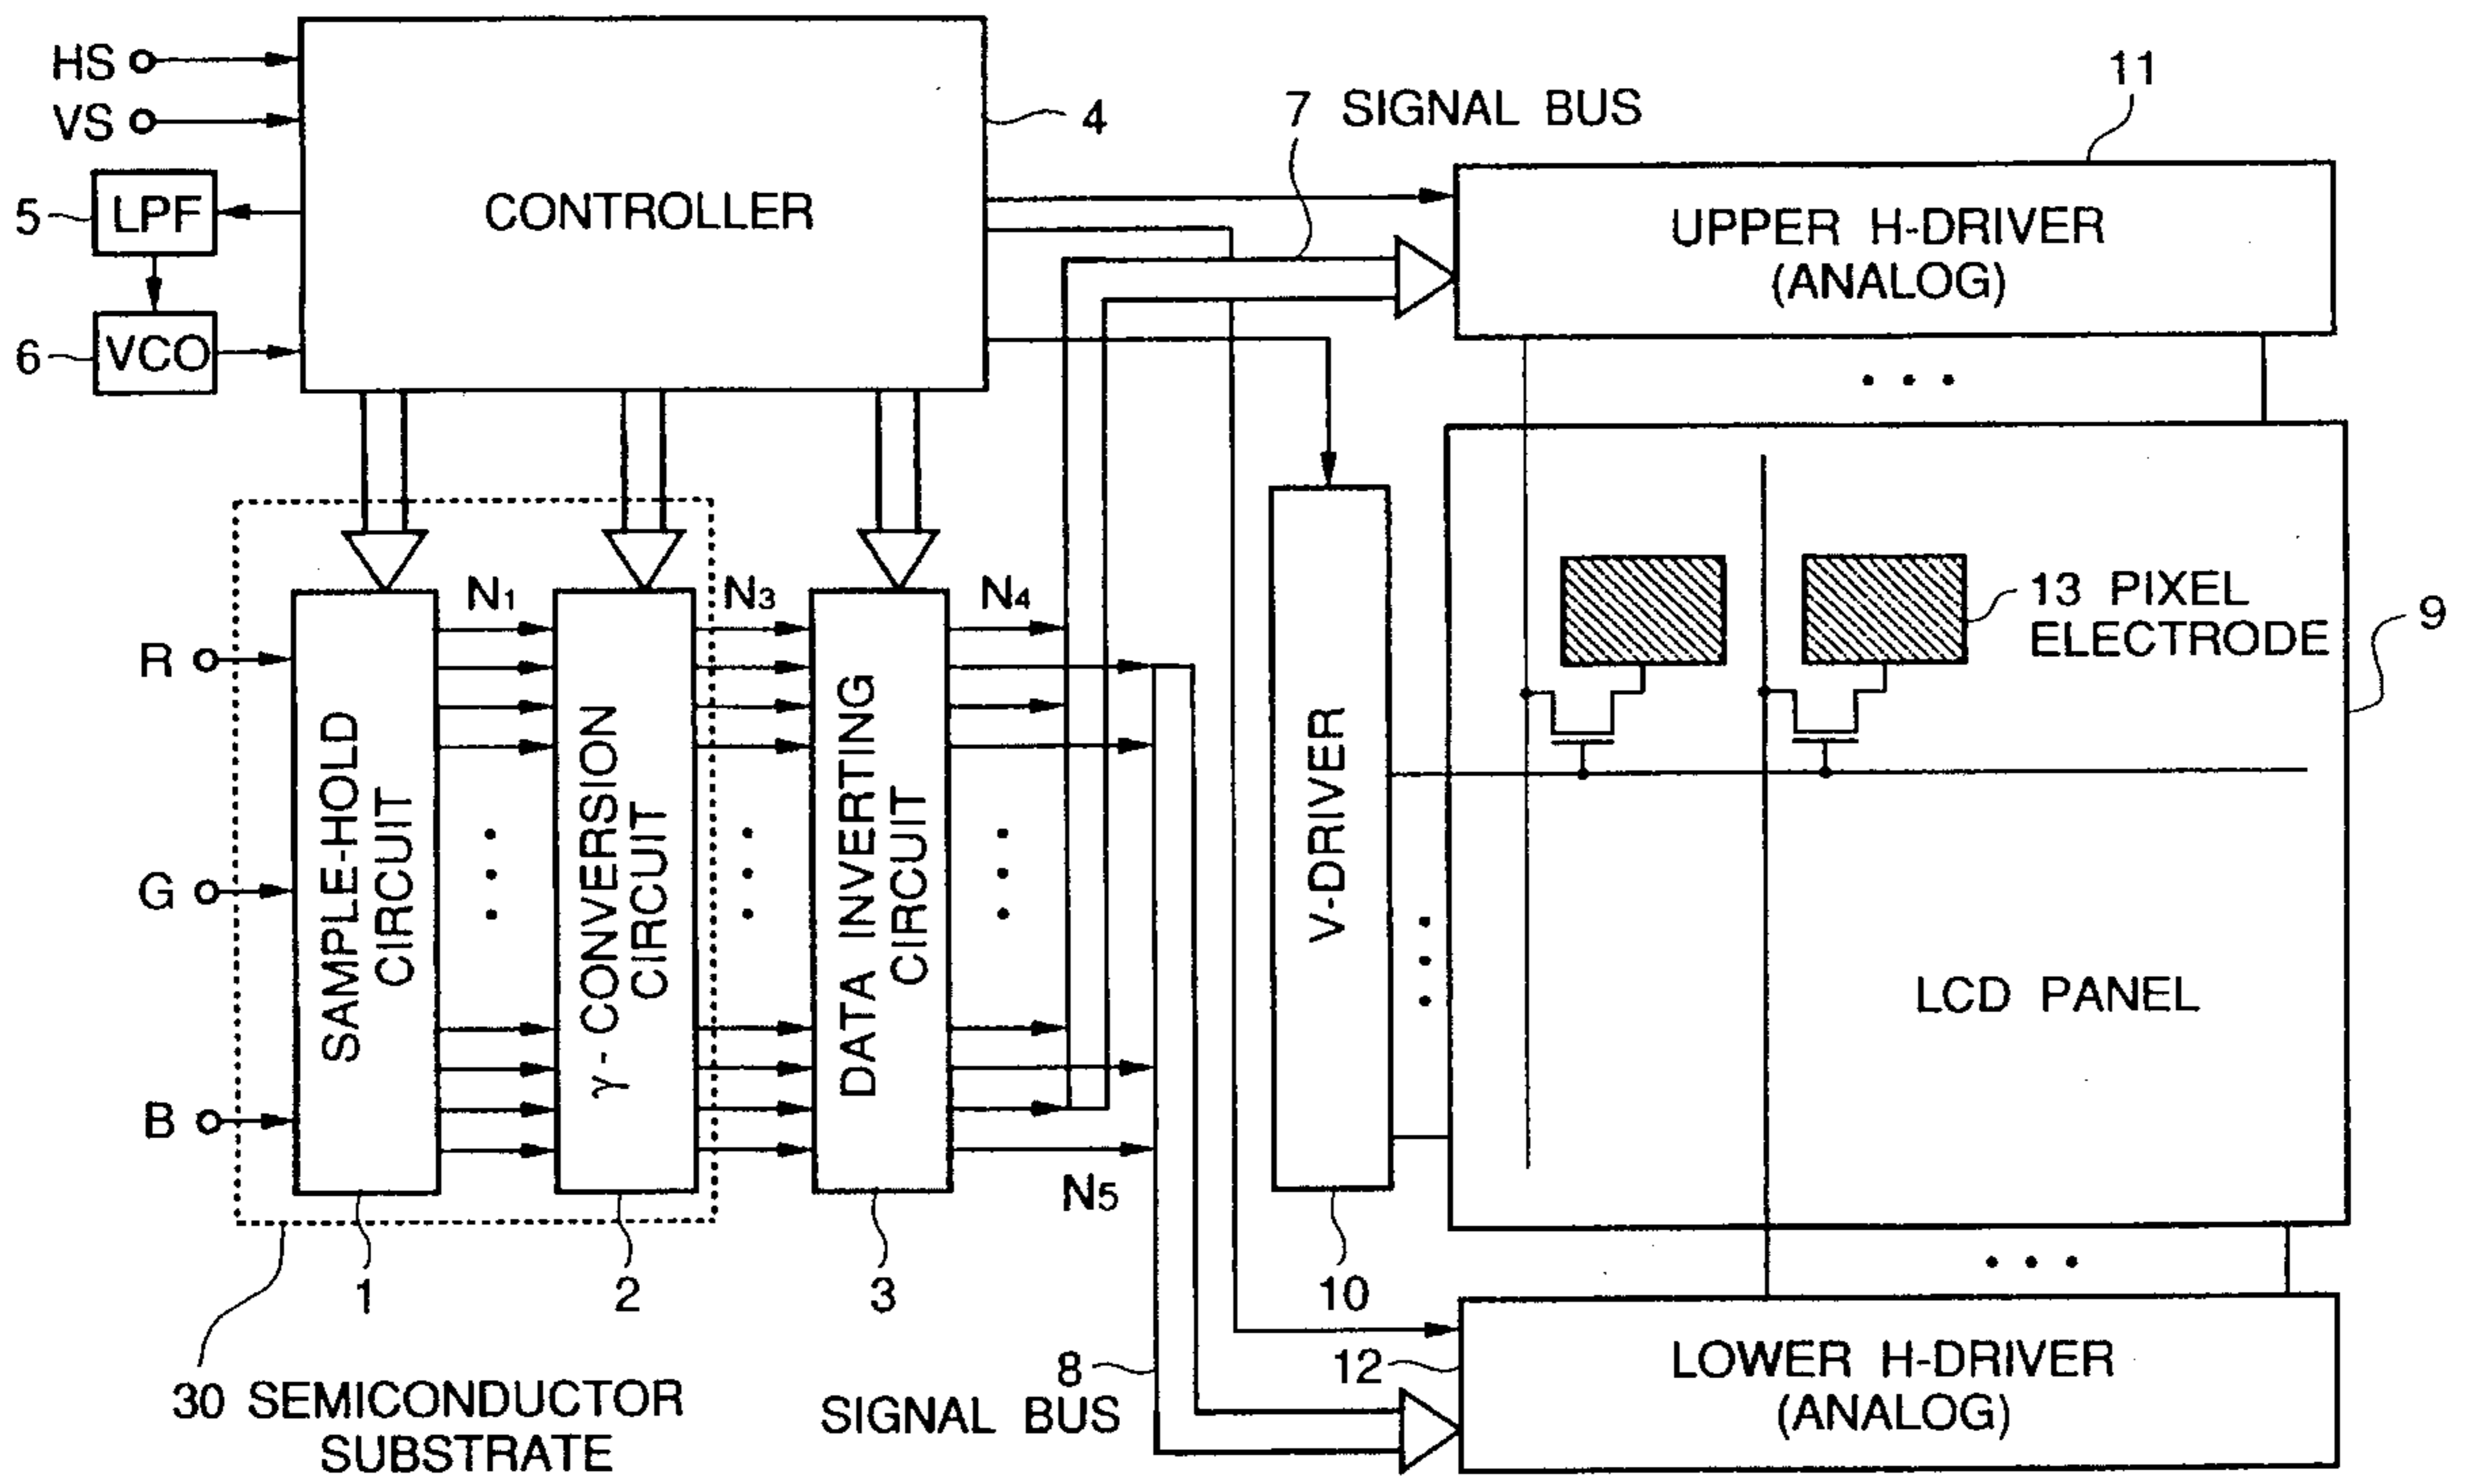 HS
VS
5
LPF
6
VCO
CONTROLLER
4
7 SIGNAL BUS
11
UPPER H-DRIVER
(ANALOG)
N1
N3
N4
R
G
B
SAMPLE-HOLD
CIRCUIT
γ- CONVERSION
CIRCUIT
DATA INVERTING
CIRCUIT
V-DRIVER
13 PIXEL
ELECTRODE
9
LCD PANEL
N5
1
2
3
10
30 SEMICONDUCTOR
SUBSTRATE
8
SIGNAL BUS
12
LOWER H-DRIVER
(ANALOG)